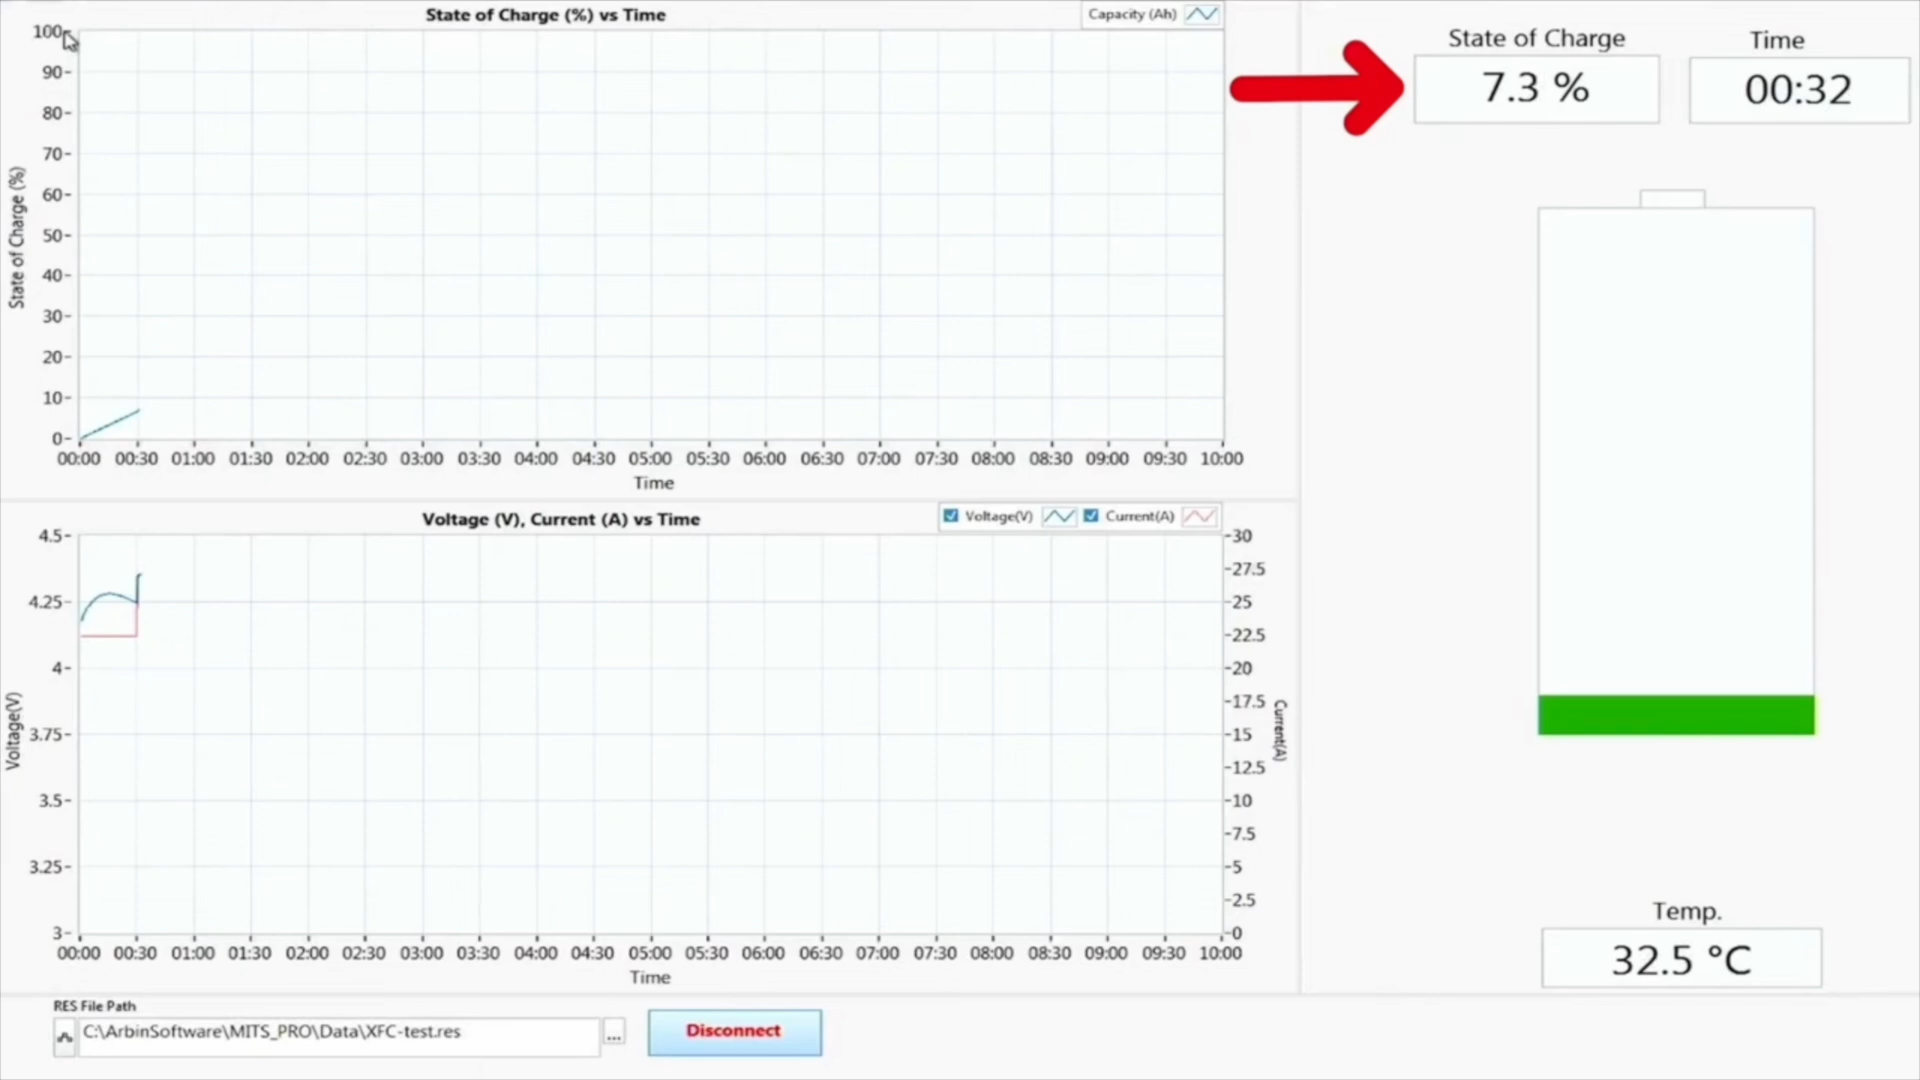 State of Charge (%) vs Time
Capacity (Ah)
State of Charge (%)
100
90
80
70
60
50
40
30
20
10
0
00:00 00:30 01:00 01:30 02:00 02:30 03:00 03:30 04:00 04:30 05:00 05:30 06:00 06:30 07:00 07:30 08:00 08:30 09:00 09:30 10:00
Time
State of Charge
7.3 %
Time
00:32
Voltage (V), Current (A) vs Time
Voltage(V)
Current(A)
Voltage(V)
4.5
4.25
4
3.75
3.5
3.25
3
30
27.5
25
22.5
20
17.5
15
12.5
10
7.5
5
2.5
0
Current(A)
00:00 00:30 01:00 01:30 02:00 02:30 03:00 03:30 04:00 04:30 05:00 05:30 06:00 06:30 07:00 07:30 08:00 08:30 09:00 09:30 10:00
Time
Temp.
32.5 °C
RES File Path
C:\ArbinSoftware\MITS_PRO\Data\XFC-test.res
...
Disconnect